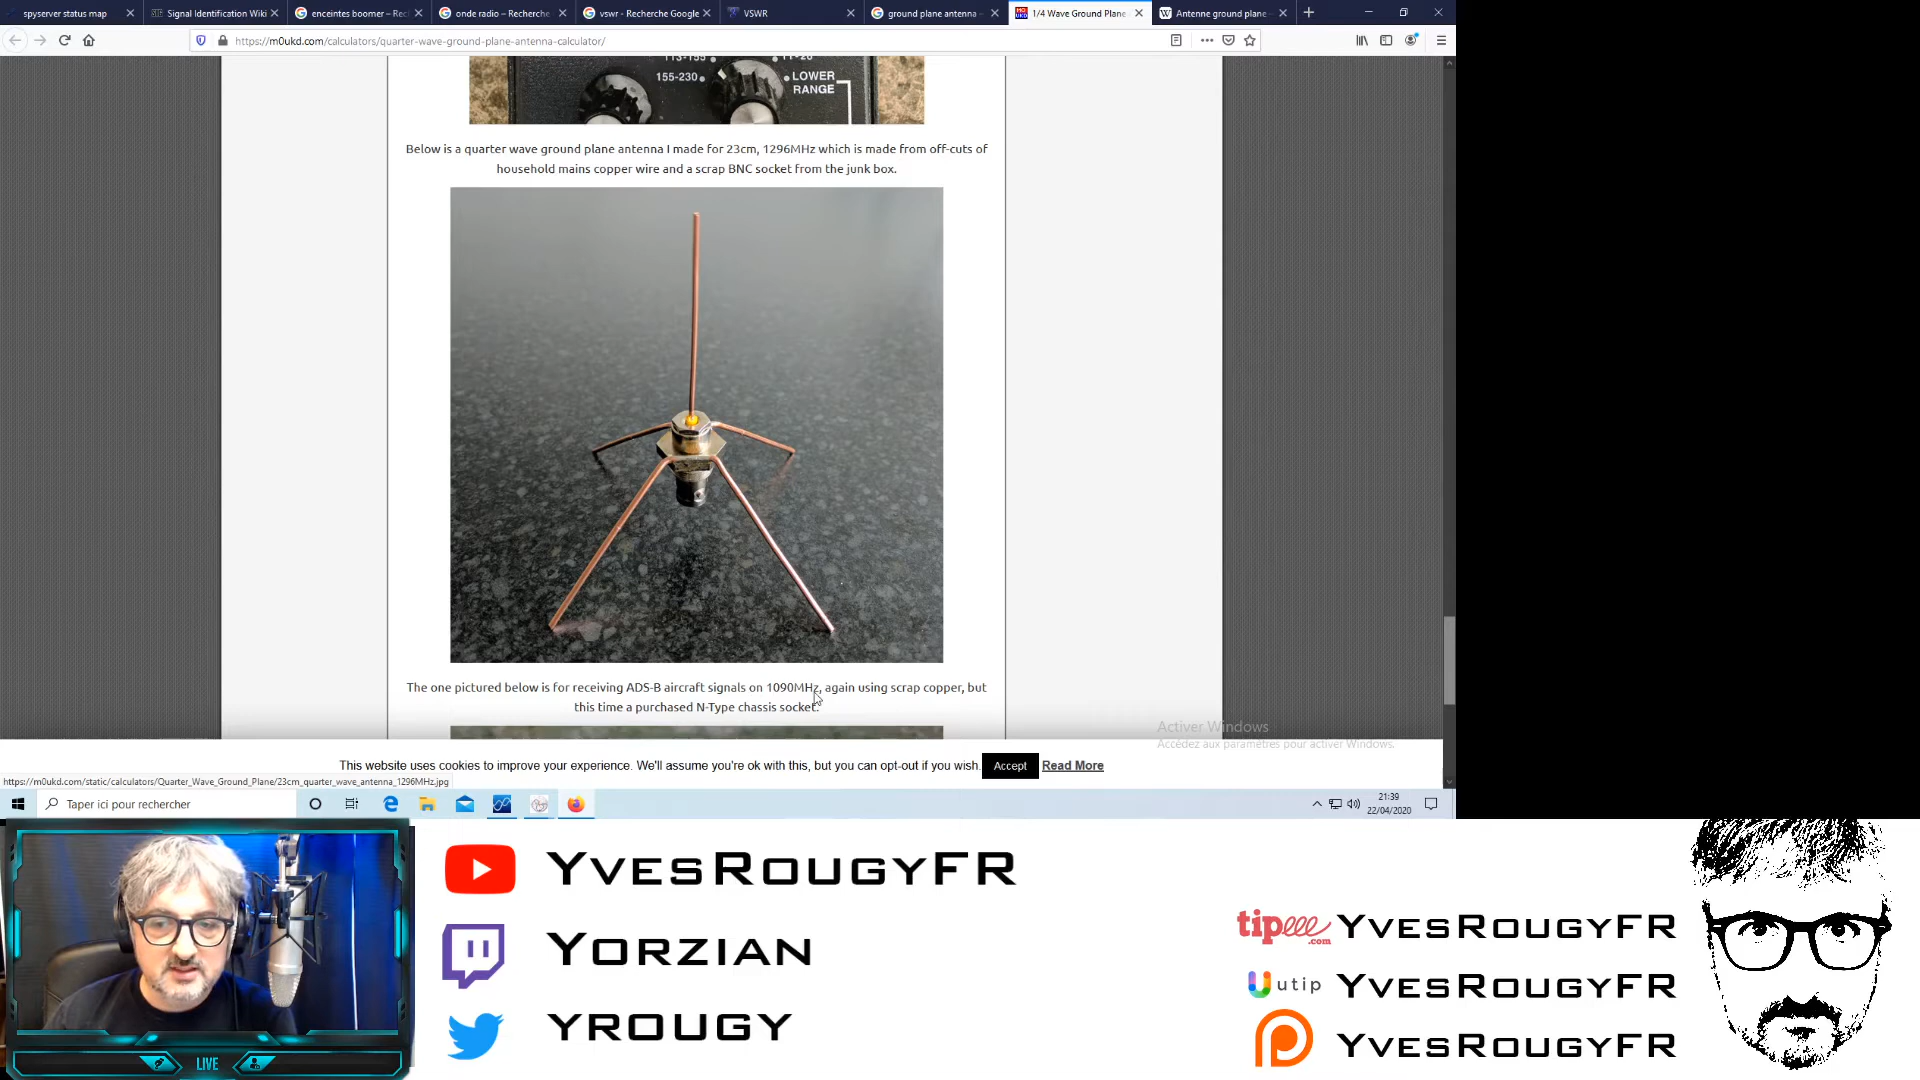 spyserver status map
Signal Identification Wiki
enceintes boomer – Rec
onde radio – Recherche
vswr - Recherche Google
VSWR
ground plane antenna
1/4 Wave Ground Plane
Antenne ground plane
https://m0ukd.com/calculators/quarter-wave-ground-plane-antenna-calculator/
155-230
LOWER
RANGE
Below is a quarter wave ground plane antenna I made for 23cm, 1296MHz which is made from off-cuts of
household mains copper wire and a scrap BNC socket from the junk box.
The one pictured below is for receiving ADS-B aircraft signals on 1090MHz, again using scrap copper, but
this time a purchased N-Type chassis socket.
Activer Windows
Accédez aux paramètres pour activer Windows.
This website uses cookies to improve your experience. We'll assume you're ok with this, but you can opt-out if you wish.
Accept
Read More
https://m0ukd.com/static/calculators/Quarter_Wave_Ground_Plane/23cm_quarter_wave_antenna_1296MHz.jpg
Taper ici pour rechercher
21:39
22/04/2020
LIVE
YvesRougyFR
Yorzian
YROUGY
tipeee
.com
YvesRougyFR
utip
YvesRougyFR
YvesRougyFR